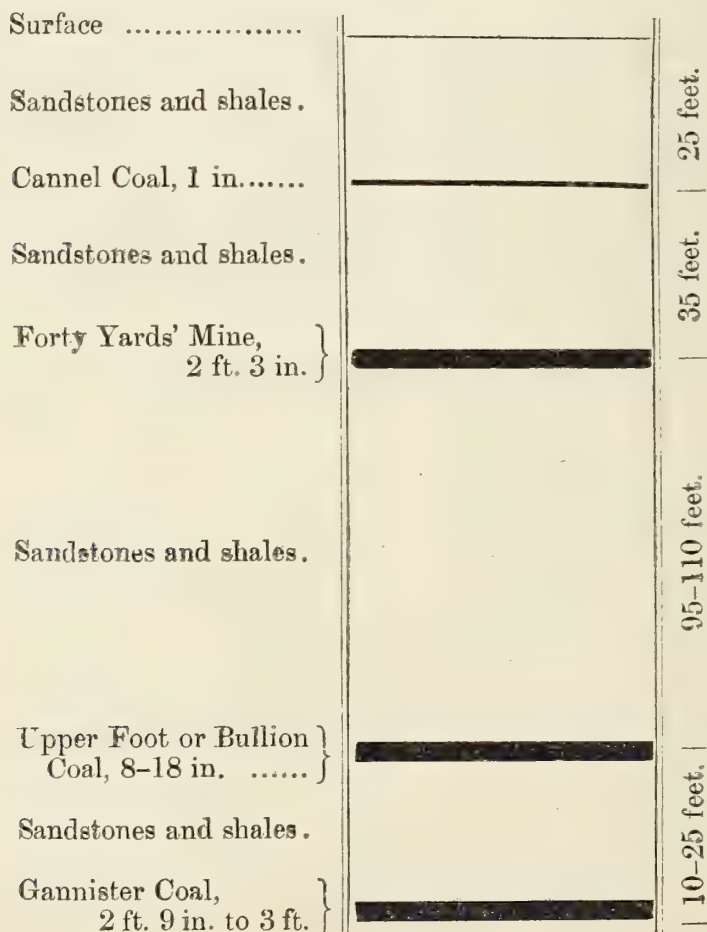 Surface ..................
25 feet.
Sandstones and shales.
Cannel Coal, 1 in.......
35 feet.
Sandstones and shales.
Forty Yards' Mine,
2 ft. 3 in.
95–110 feet.
Sandstones and shales.
Upper Foot or Bullion
Coal, 8–18 in. ......
10–25 feet.
Sandstones and shales.
Gannister Coal,
2 ft. 9 in. to 3 ft.